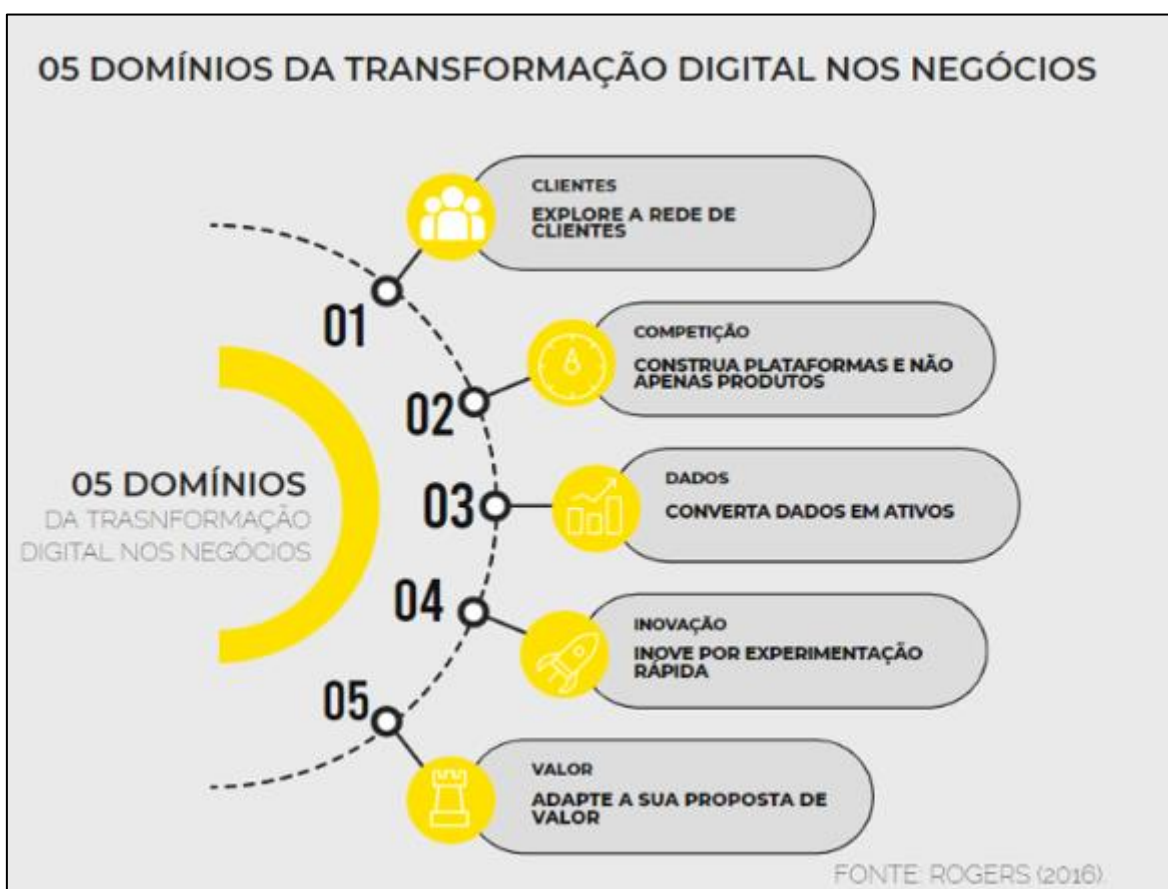 05 DOMÍNIOS DA TRANSFORMAÇÃO DIGITAL NOS NEGÓCIOS
CLIENTES
EXPLORE A REDE DE
CLIENTES
01
COMPETIÇÃO
CONSTRUA PLATAFORMAS E NÃO
APENAS PRODUTOS
02
05 DOMÍNIOS
DA TRASNFORMAÇÃO
DIGITAL NOS NEGÓCIOS
03
DADOS
CONVERTA DADOS EM ATIVOS
04
INOVAÇÃO
INOVE POR EXPERIMENTAÇÃO
RÁPIDA
05
VALOR
ADAPTE A SUA PROPOSTA DE
VALOR
FONTE: ROGERS (2016).